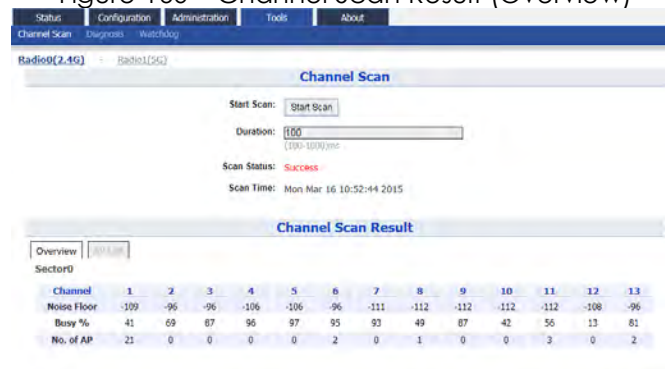 Channel Scan Result (Overview)
Status Configuration Administration Tools About
Channel Scan Diagnosis Watchdog
Radio0(2.4G) Radio1(5G)
Channel Scan
Start Scan: Start Scan
Duration: 100
(100-1000)ms
Scan Status: Success
Scan Time: Mon Mar 16 10:52:44 2015
Channel Scan Result
Overview
Sector0
Channel 1 2 3 4 5 6 7 8 9 10 11 12 13
Noise Floor -109 -96 -96 -106 -106 -96 -111 -112 -112 -112 -112 -108 -96
Busy % 41 69 87 96 97 95 93 49 87 42 56 13 81
No. of AP 21 0 0 0 0 2 0 1 0 0 3 0 2